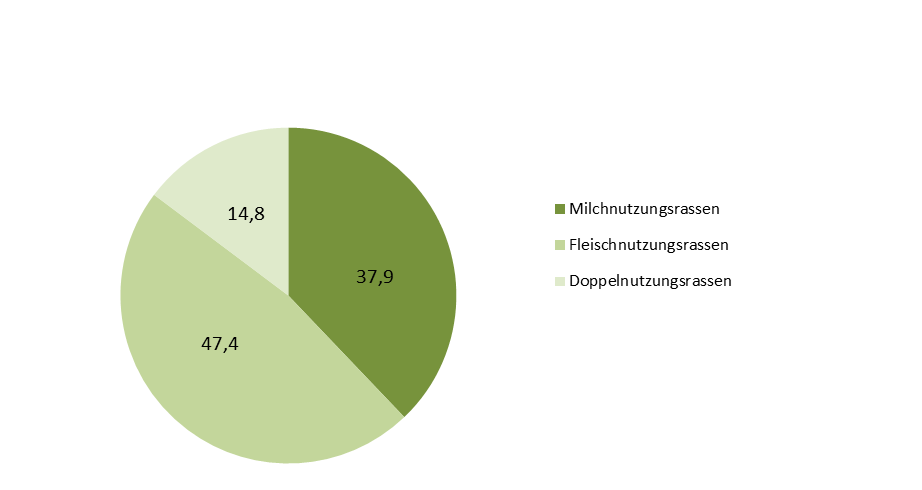 14,8
37,9
47,4
Milchnutzungsrassen
Fleischnutzungsrassen
Doppelnutzungsrassen